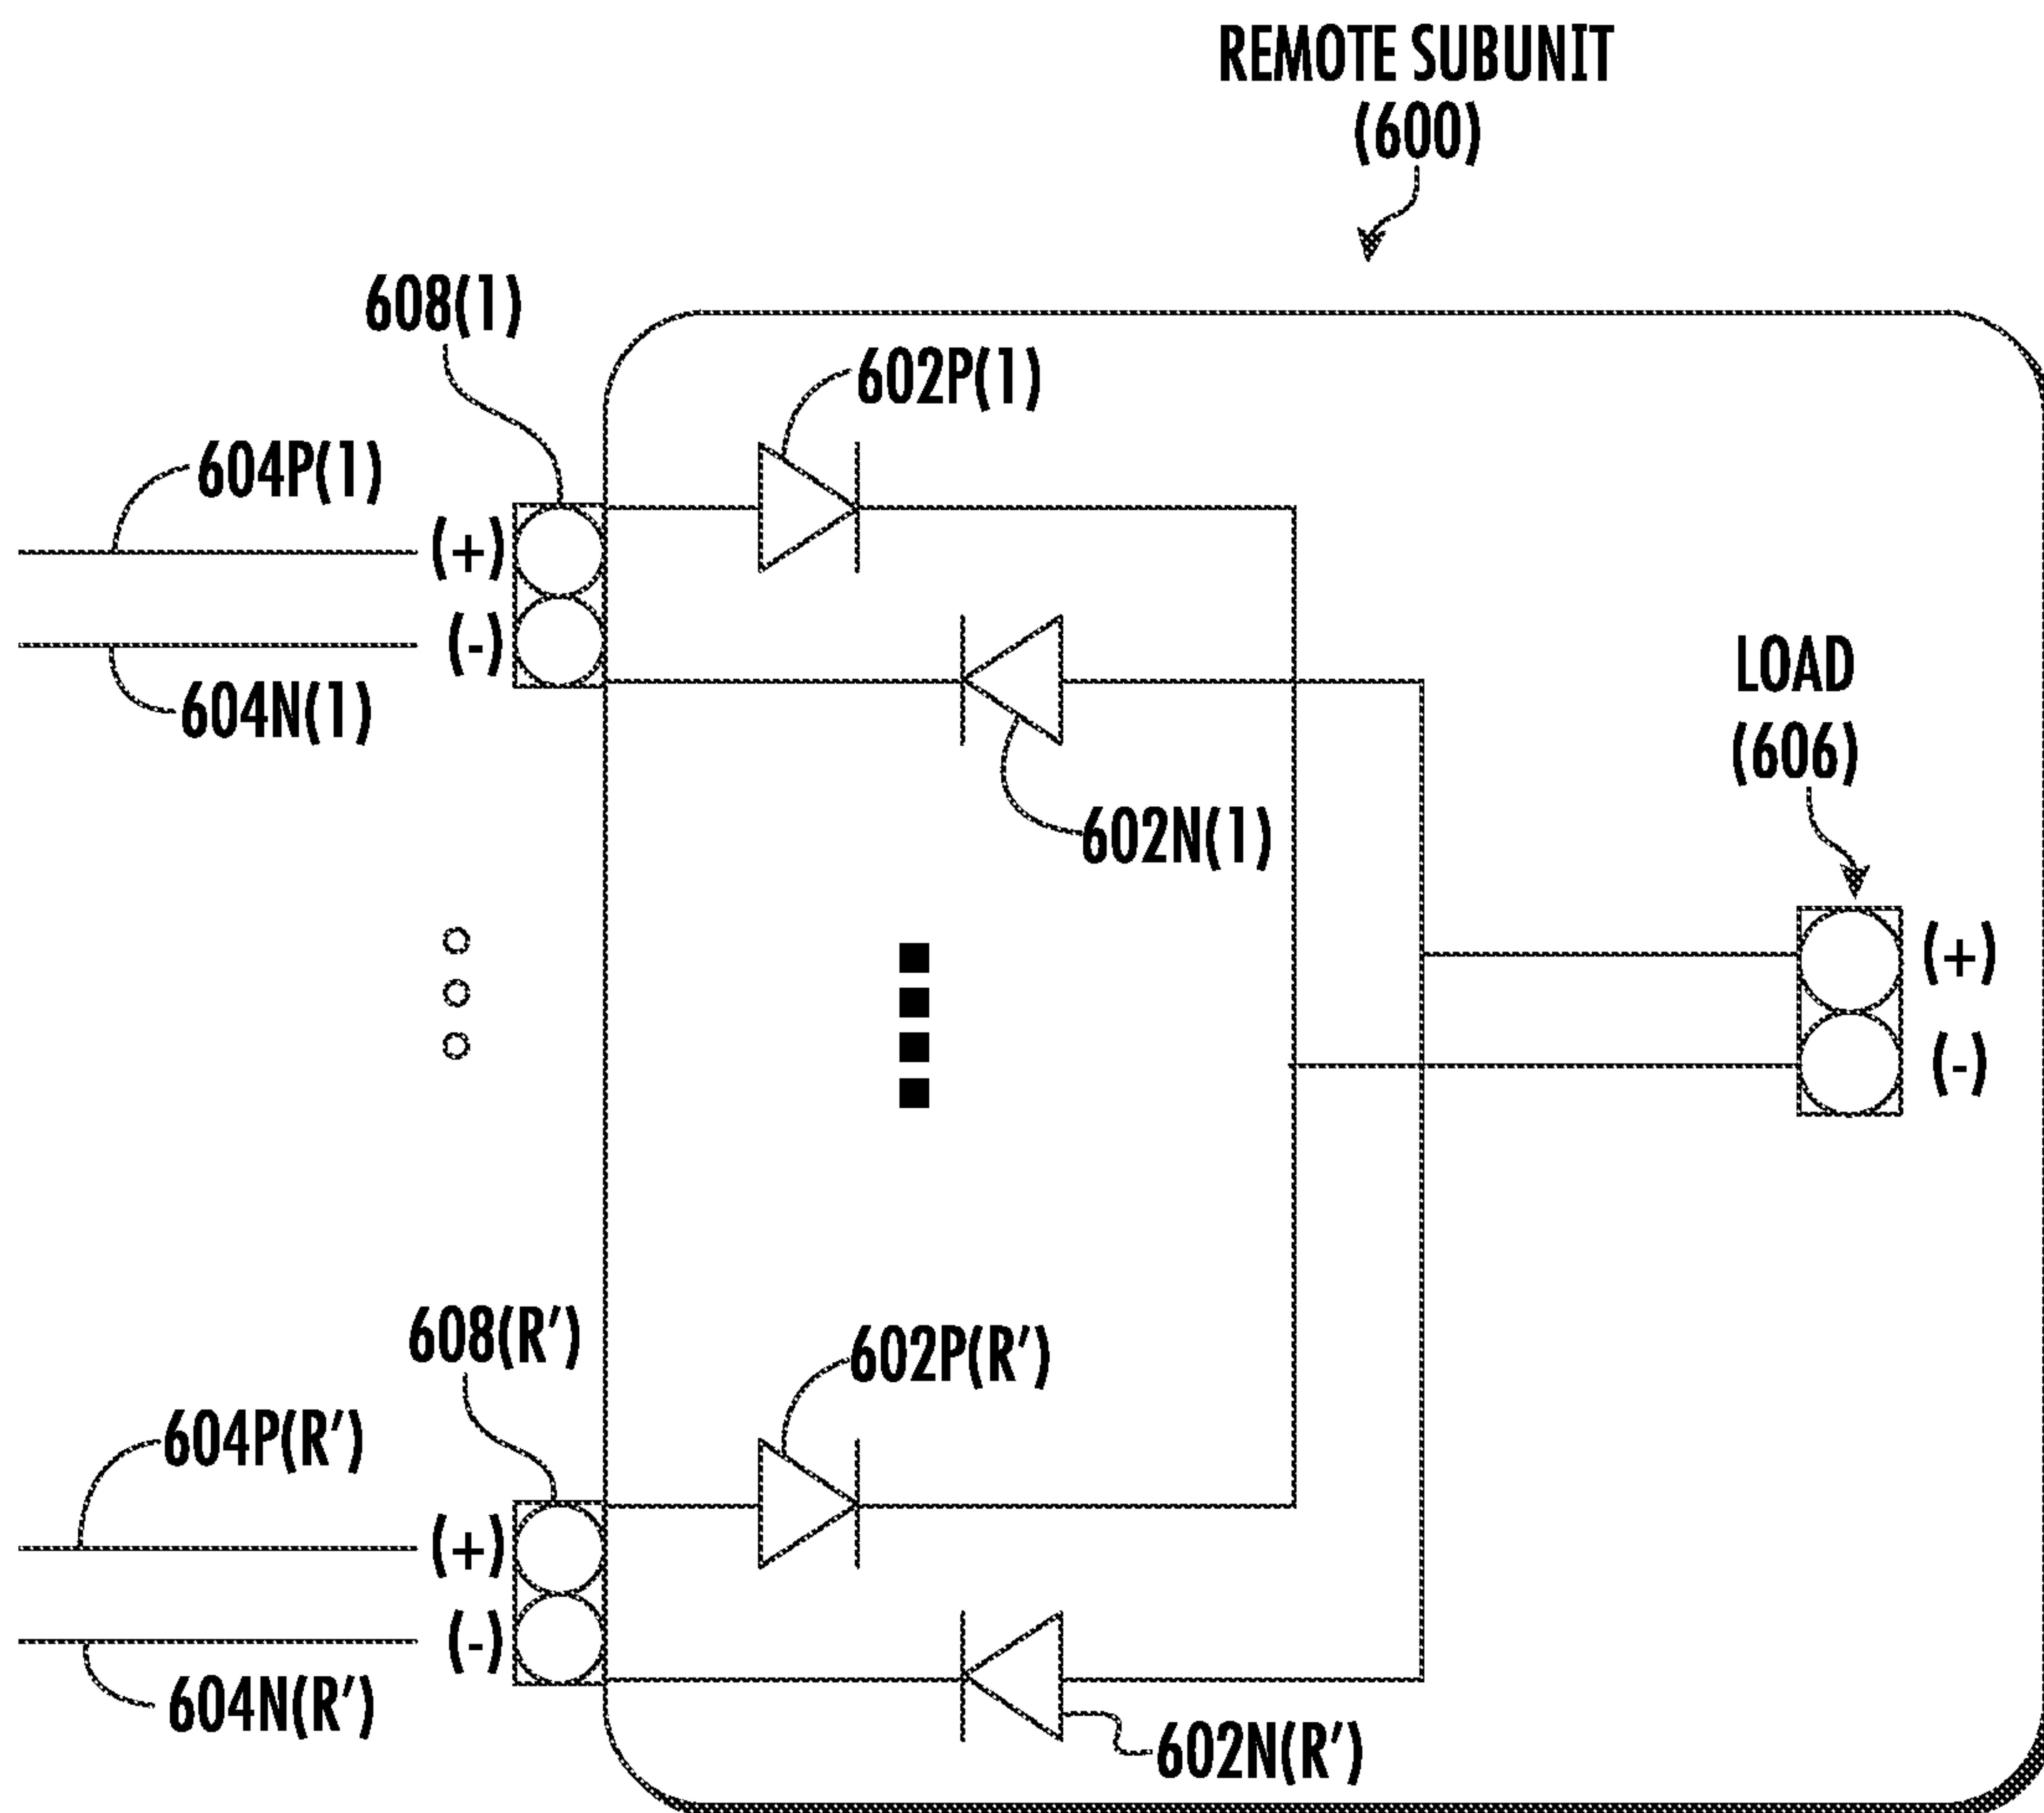 REMOTE SUBUNIT
(600)
608(1)
602P(1)
604P(1)
(+)
(-)
604N(1)
602N(1)
LOAD
(606)
(+)
(-)
608(R')
602P(R')
604P(R')
(+)
(-)
604N(R')
602N(R')